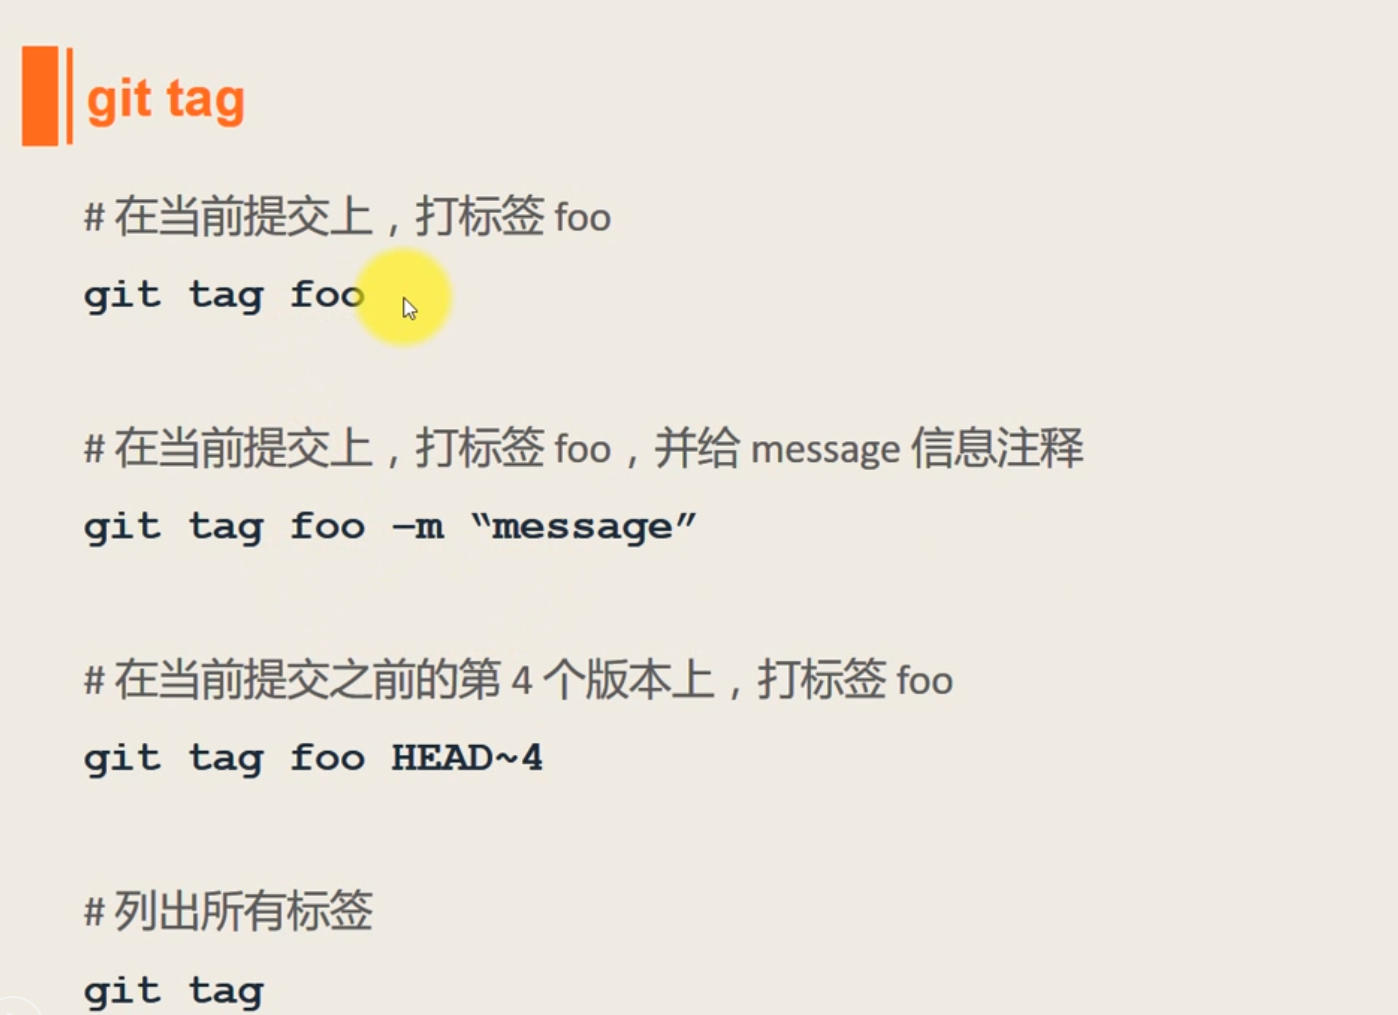 git tag
# 在当前提交上，打标签 foo
git tag foo
# 在当前提交上，打标签 foo，并给 message 信息注释
git tag foo –m “message”
# 在当前提交之前的第 4 个版本上，打标签 foo
git tag foo HEAD~4
# 列出所有标签
git tag